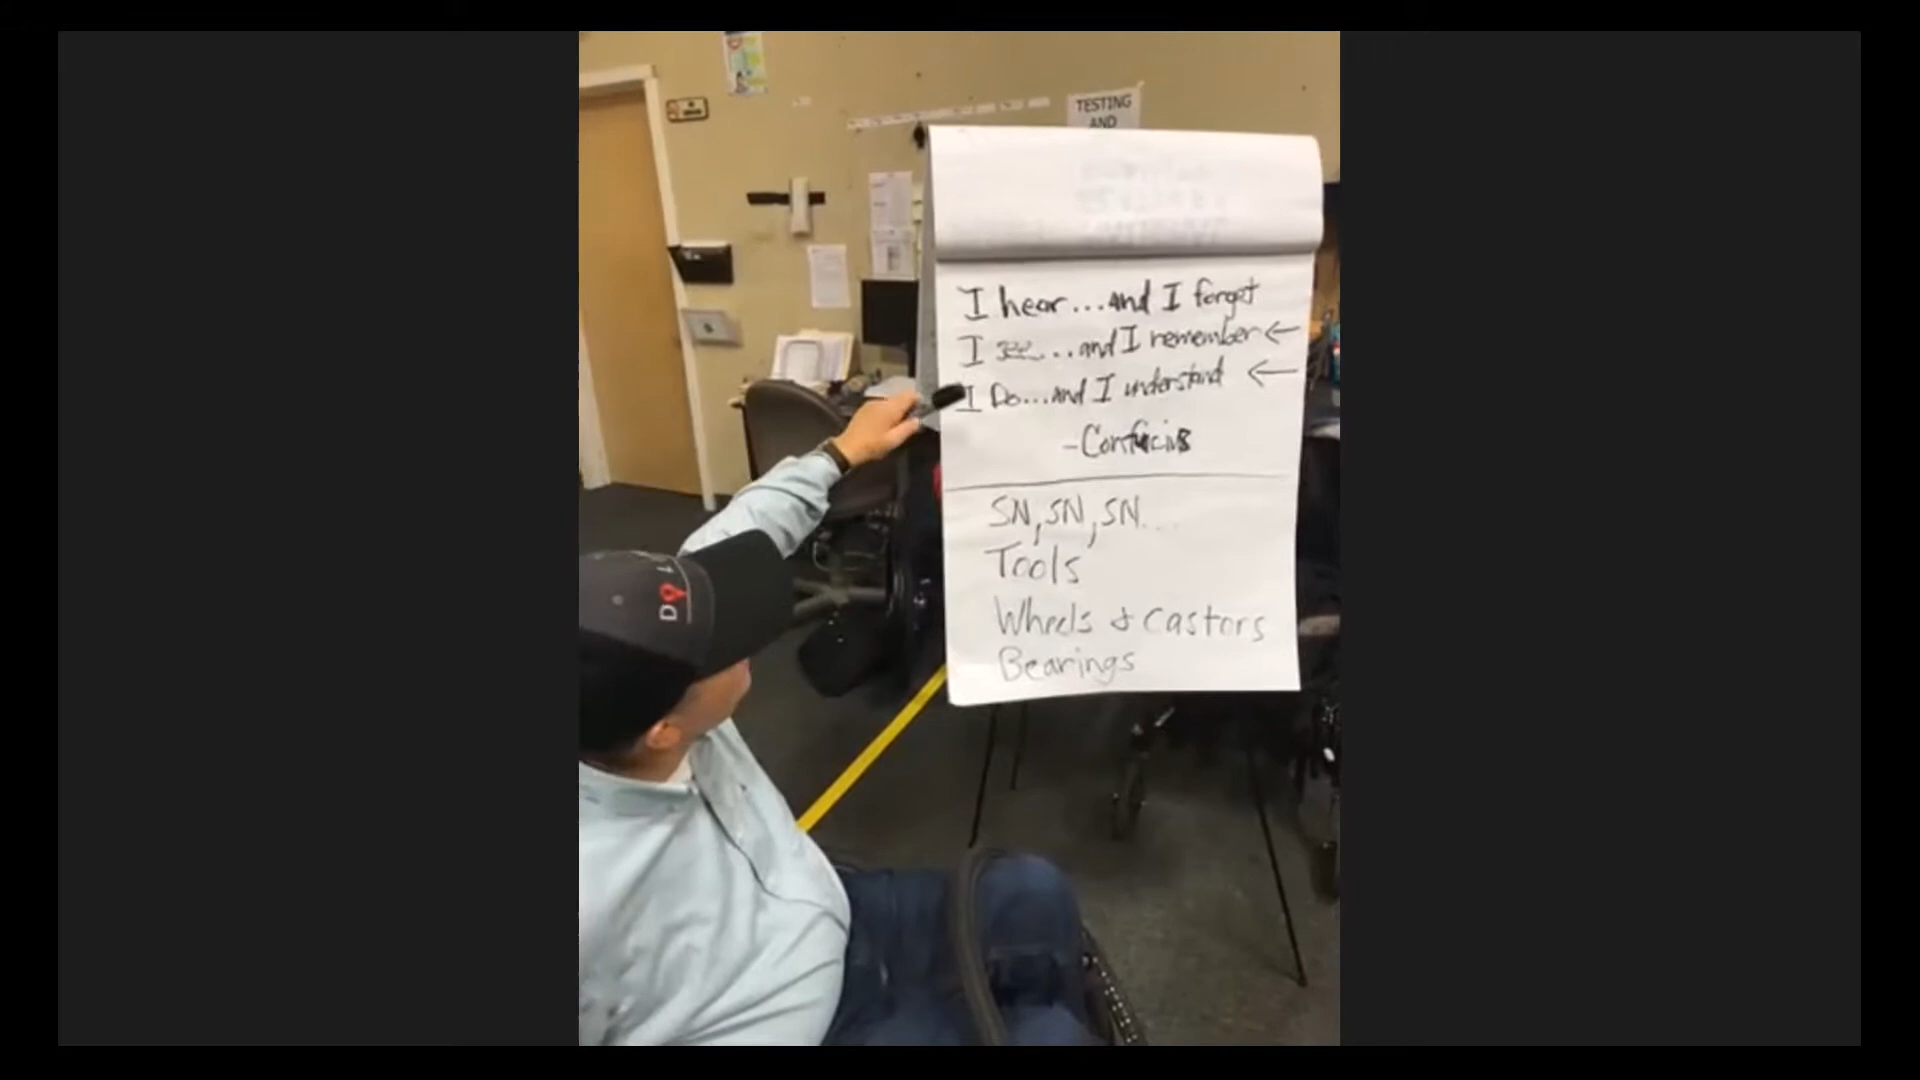 TESTING
AND
I hear...and I forget
I see...and I remember ←
I Do...and I understand ←
-Confucius
SN, SN, SN...
Tools
Wheels & Castors
Bearings